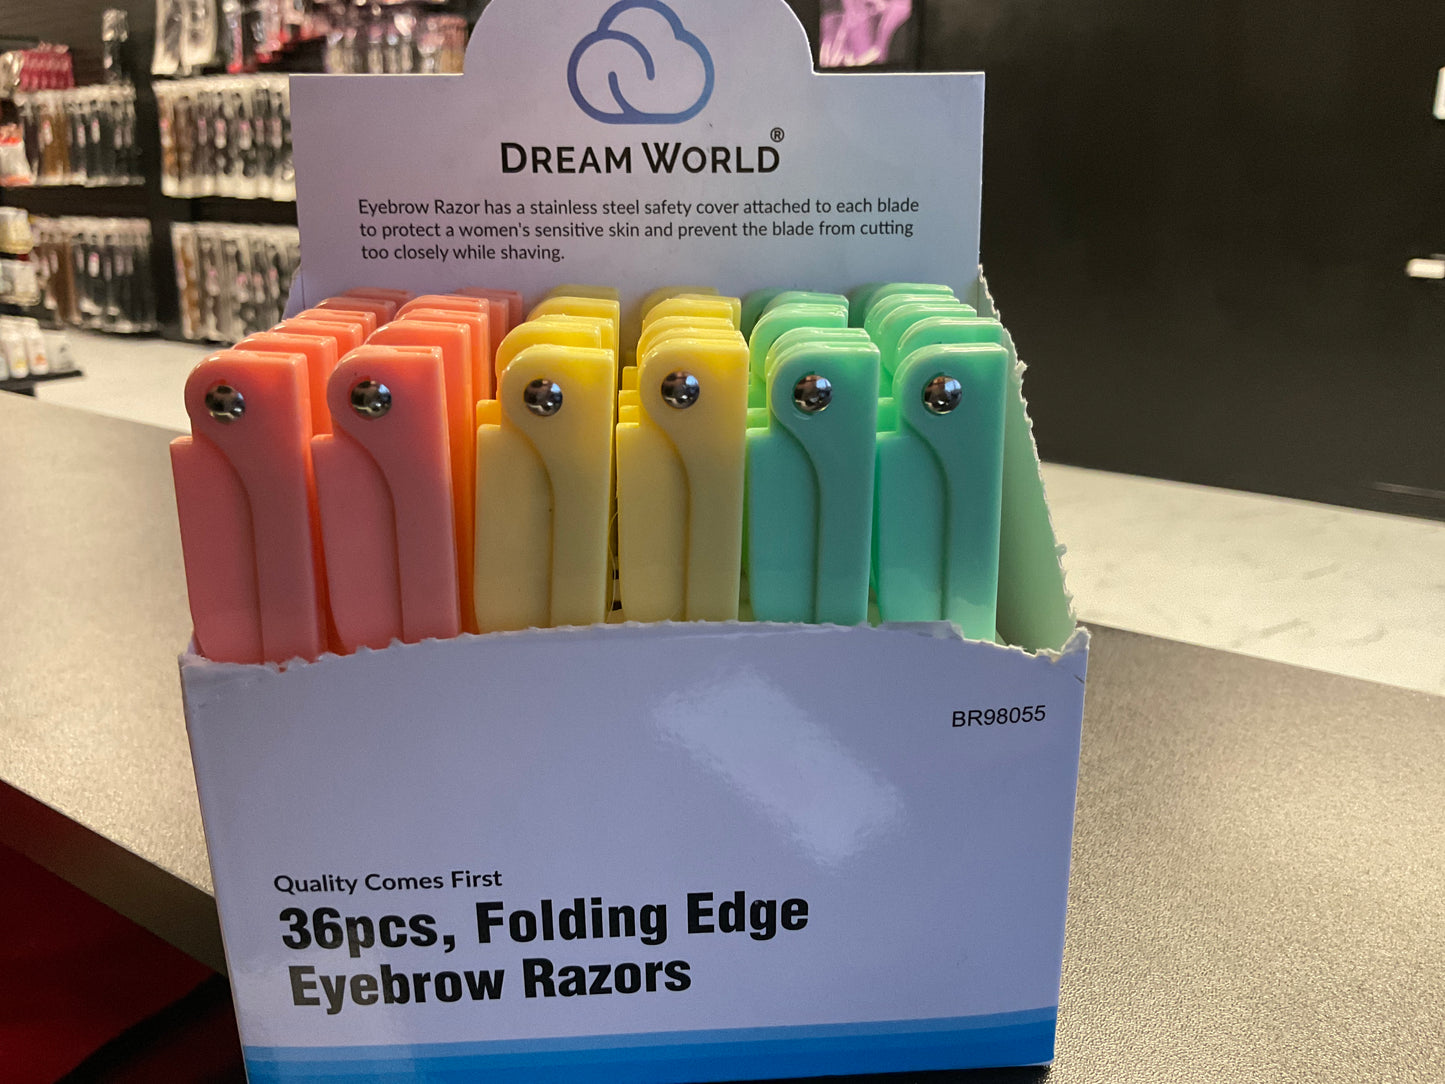 DREAM WORLD®
Eyebrow Razor has a stainless steel safety cover attached to each blade
to protect a women's sensitive skin and prevent the blade from cutting
too closely while shaving.
BR98055
Quality Comes First
36pcs, Folding Edge
Eyebrow Razors